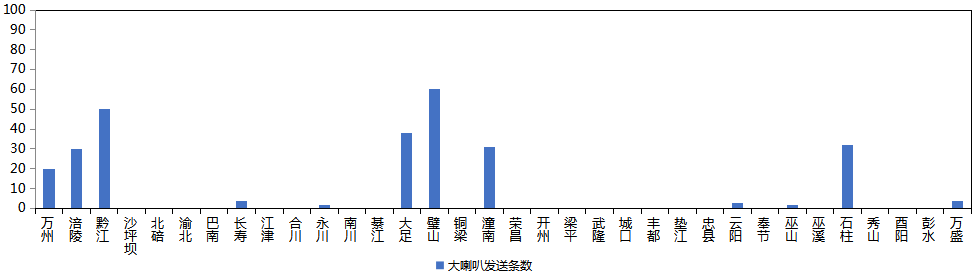 100
90
80
70
60
50
40
30
20
10
0
万州
涪陵
黔江
沙坪坝
北碚
渝北
巴南
长寿
江津
合川
永川
南川
綦江
大足
璧山
铜梁
潼南
荣昌
开州
梁平
武隆
城口
丰都
垫江
忠县
云阳
奉节
巫山
巫溪
石柱
秀山
酉阳
彭水
万盛
大喇叭发送条数